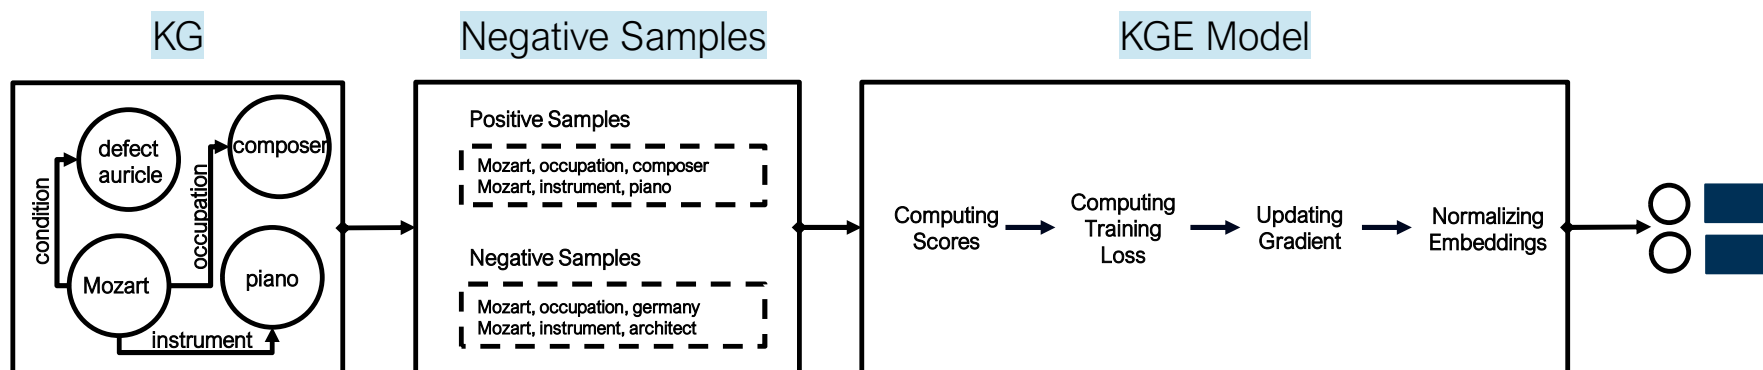 KG
Negative Samples
KGE Model
defect
auricle
composer
condition
occupation
Mozart
piano
instrument
Positive Samples
Mozart, occupation, composer
Mozart, instrument, piano
Negative Samples
Mozart, occupation, germany
Mozart, instrument, architect
Computing
Scores
Computing
Training
Loss
Updating
Gradient
Normalizing
Embeddings